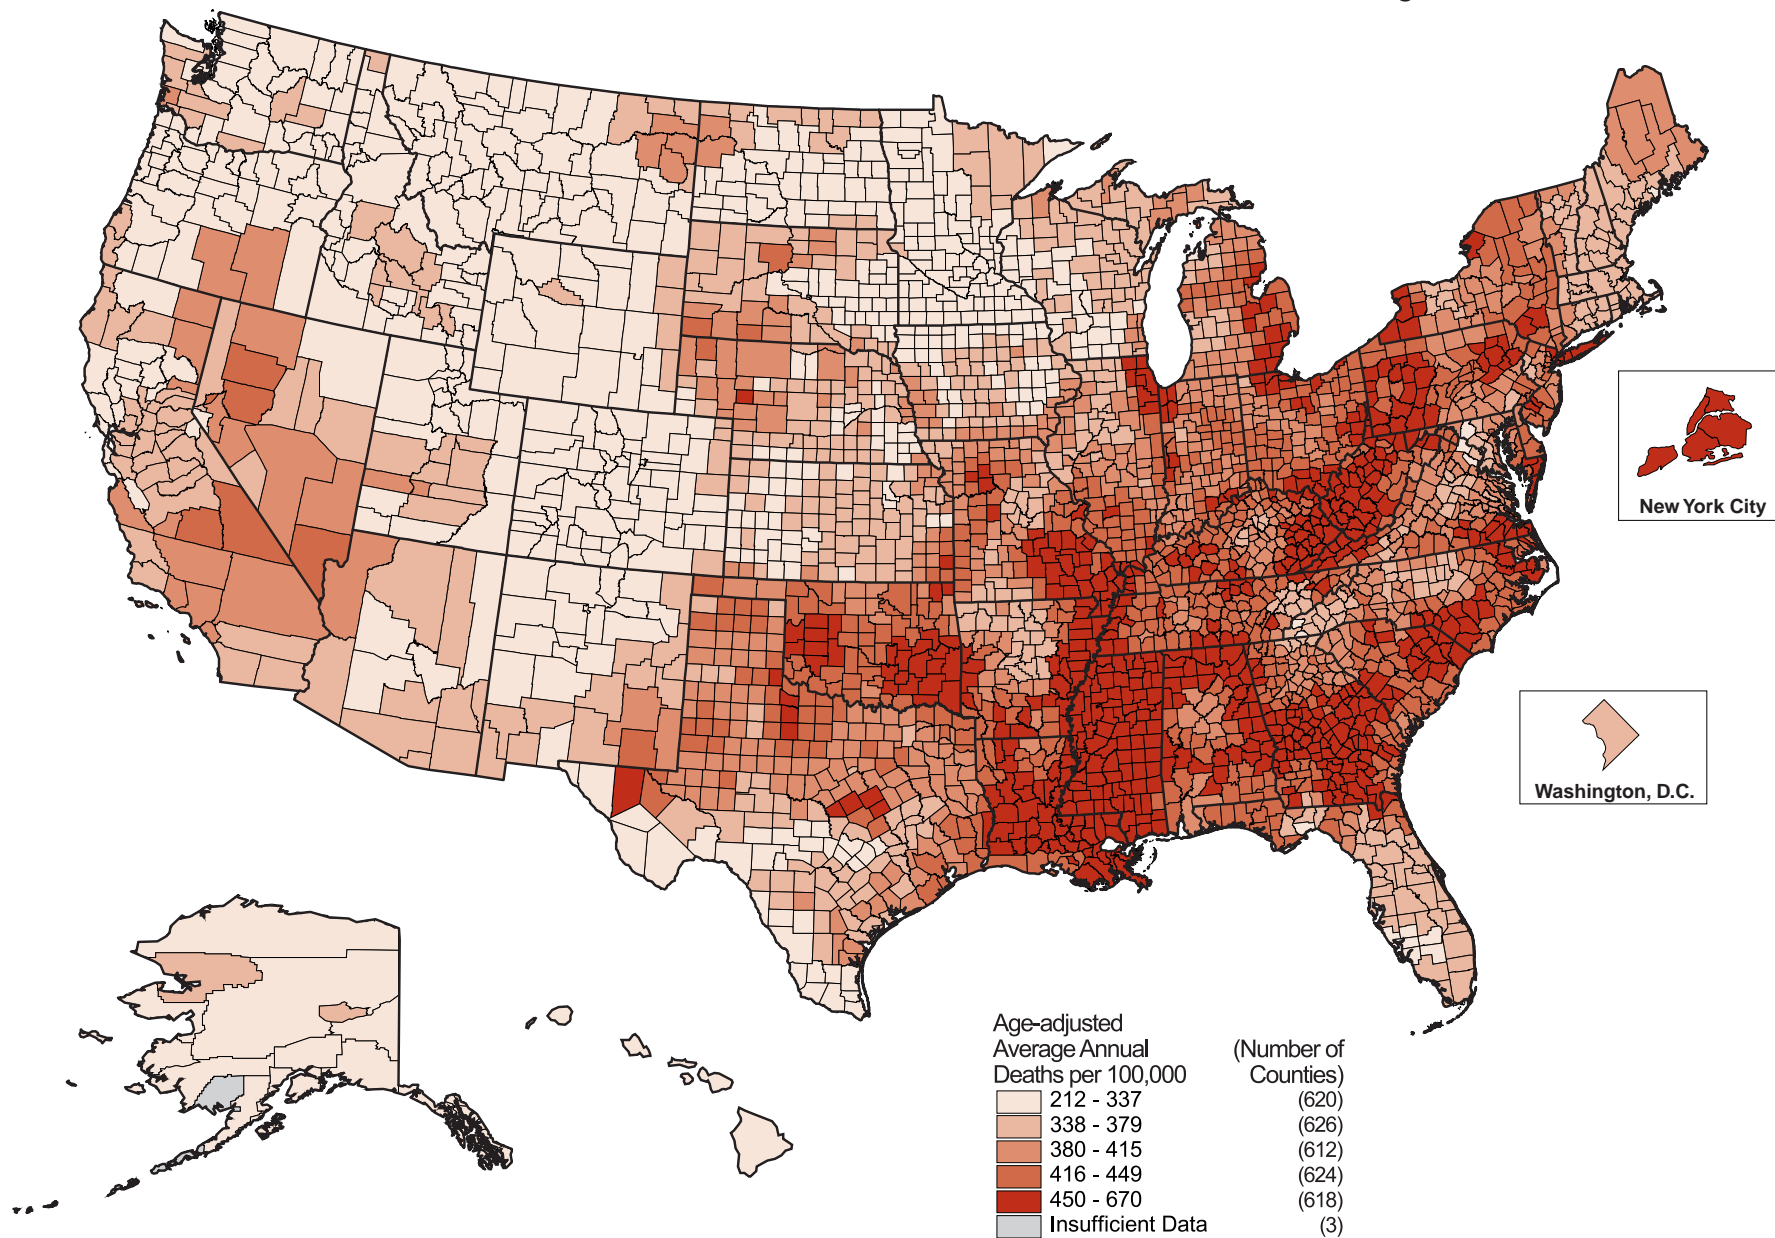 New York City
Washington, D.C.
Age-adjusted
Average Annual (Number of
Deaths per 100,000 Counties)
212 - 337 (620)
338 - 379 (626)
380 - 415 (612)
416 - 449 (624)
450 - 670 (618)
Insufficient Data (3)